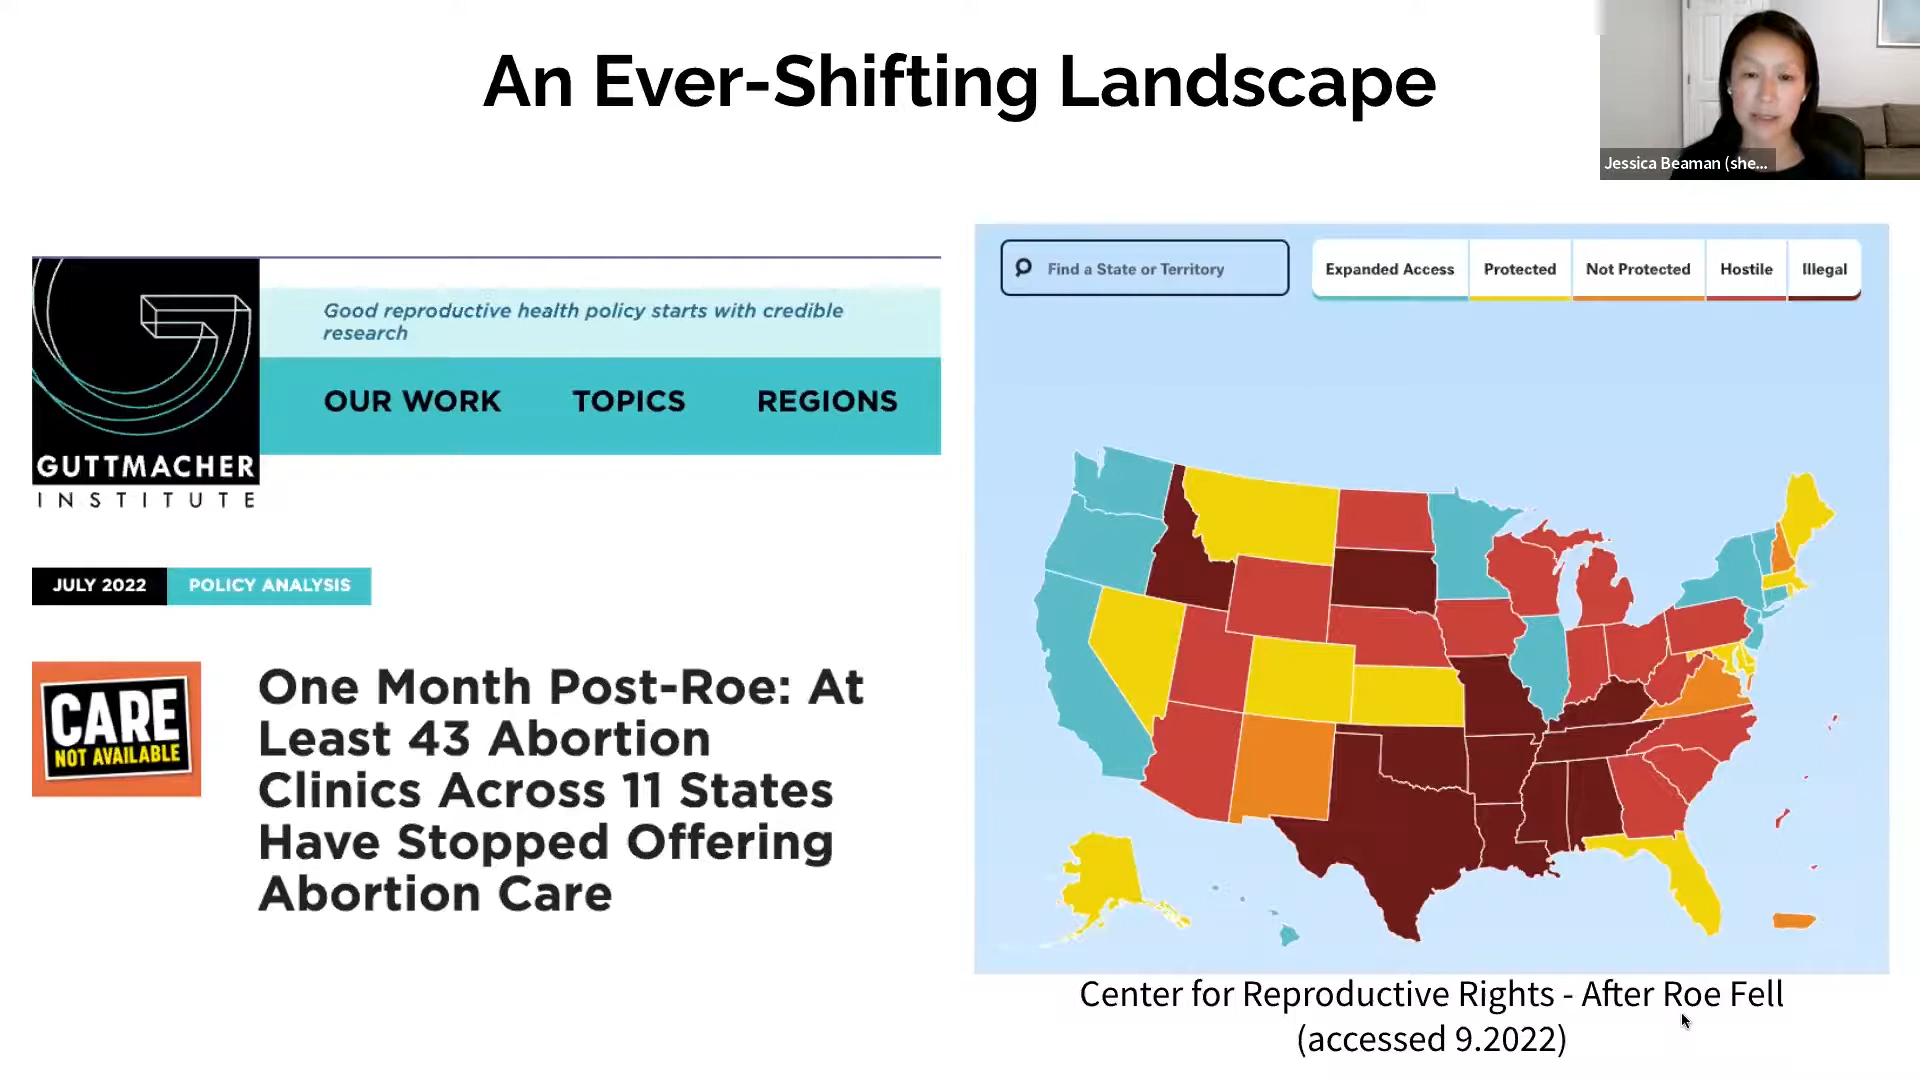 An Ever-Shifting Landscape
Jessica Beaman (she...
GUTTMACHER
INSTITUTE
Good reproductive health policy starts with credible
research
OUR WORK TOPICS REGIONS
JULY 2022 POLICY ANALYSIS
CARE
NOT AVAILABLE
One Month Post-Roe: At
Least 43 Abortion
Clinics Across 11 States
Have Stopped Offering
Abortion Care
Find a State or Territory
Expanded Access Protected Not Protected Hostile Illegal
Center for Reproductive Rights - After Roe Fell
(accessed 9.2022)